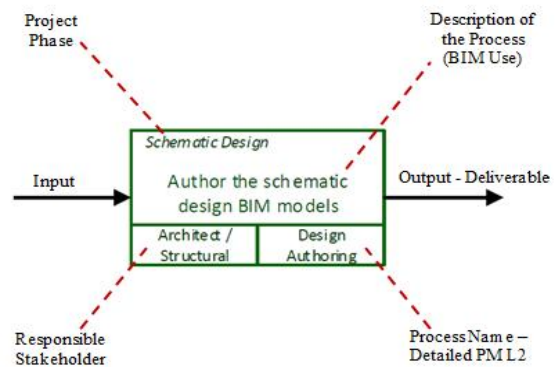 Project
Phase
Description of
the Process
(BIM Use)
Schematic Design
Input
Author the schematic
design BIM models
Output - Deliverable
Architect /
Structural
Design
Authoring
Responsible
Stakeholder
Process Name –
Detailed PM L2